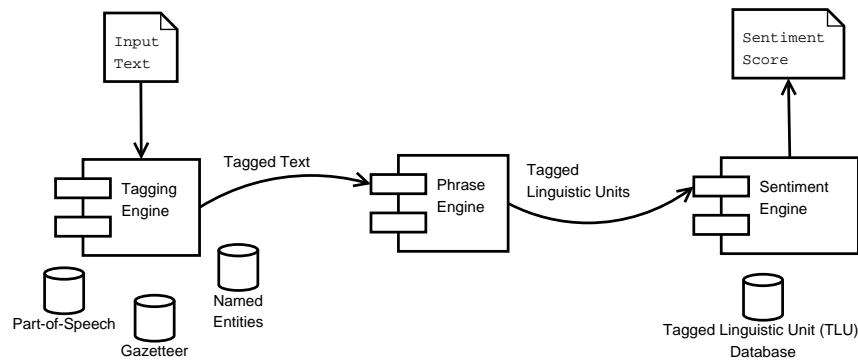 Input
Text
Sentiment
Score
Tagged Text
Tagged
Linguistic Units
Tagging
Engine
Phrase
Engine
Sentiment
Engine
Part-of-Speech
Gazetteer
Named
Entities
Tagged Linguistic Unit (TLU)
Database